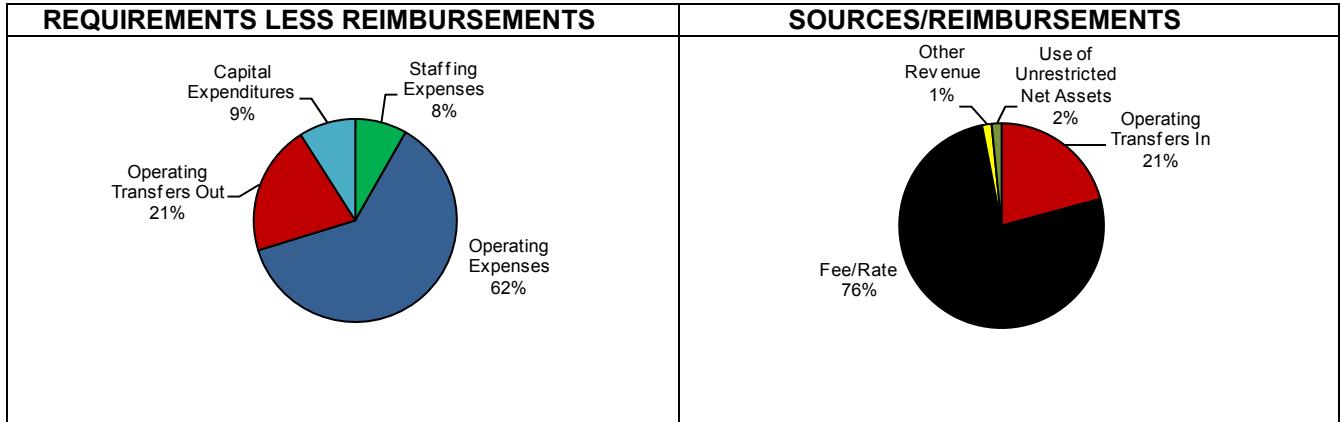 REQUIREMENTS LESS REIMBURSEMENTS
Capital
Expenditures
9%
Staffing
Expenses
8%
Operating
Transfers Out
21%
Operating
Expenses
62%
SOURCES/REIMBURSEMENTS
Other
Revenue
1%
Use of
Unrestricted
Net Assets
2%
Operating
Transfers In
21%
Fee/Rate
76%